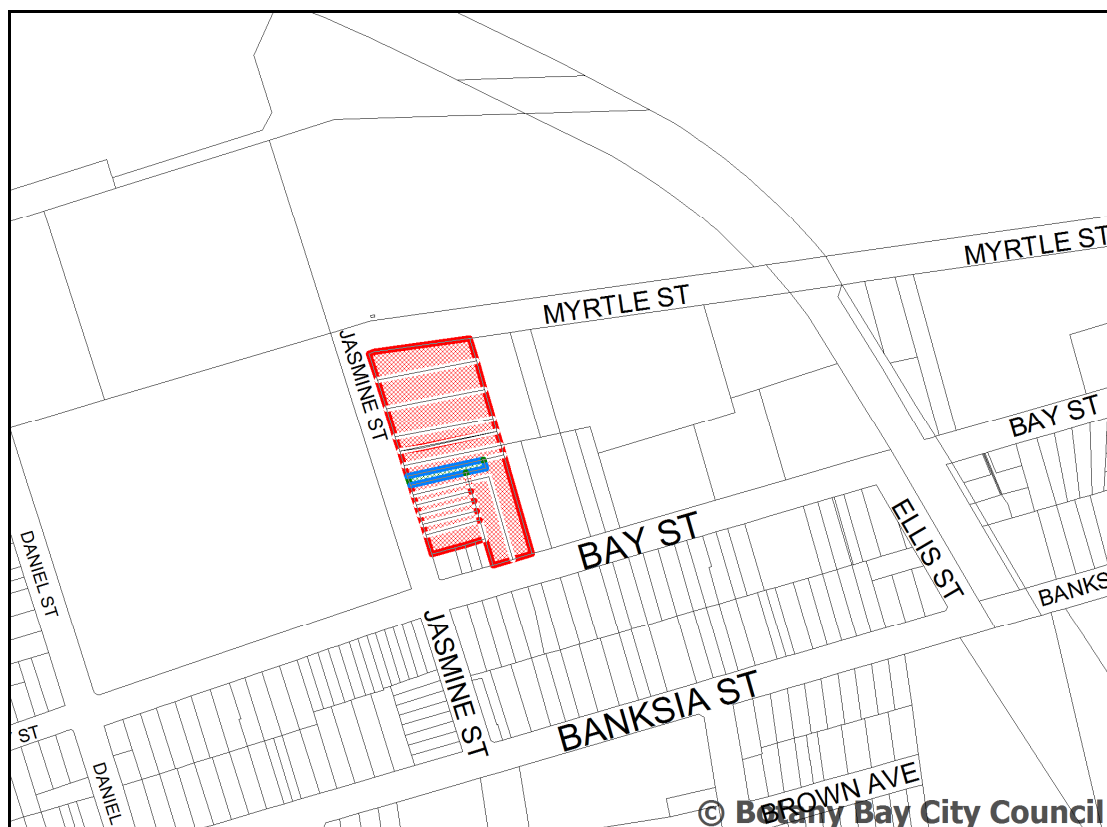 MYRTLE ST
MYRTLE ST
JASMINE ST
BAY ST
BAY ST
ELLIS ST
DANIEL ST
BANKS
JASMINE ST
BANKSIA ST
ST
DANIEL
BROWN AVE
© Botany Bay City Council